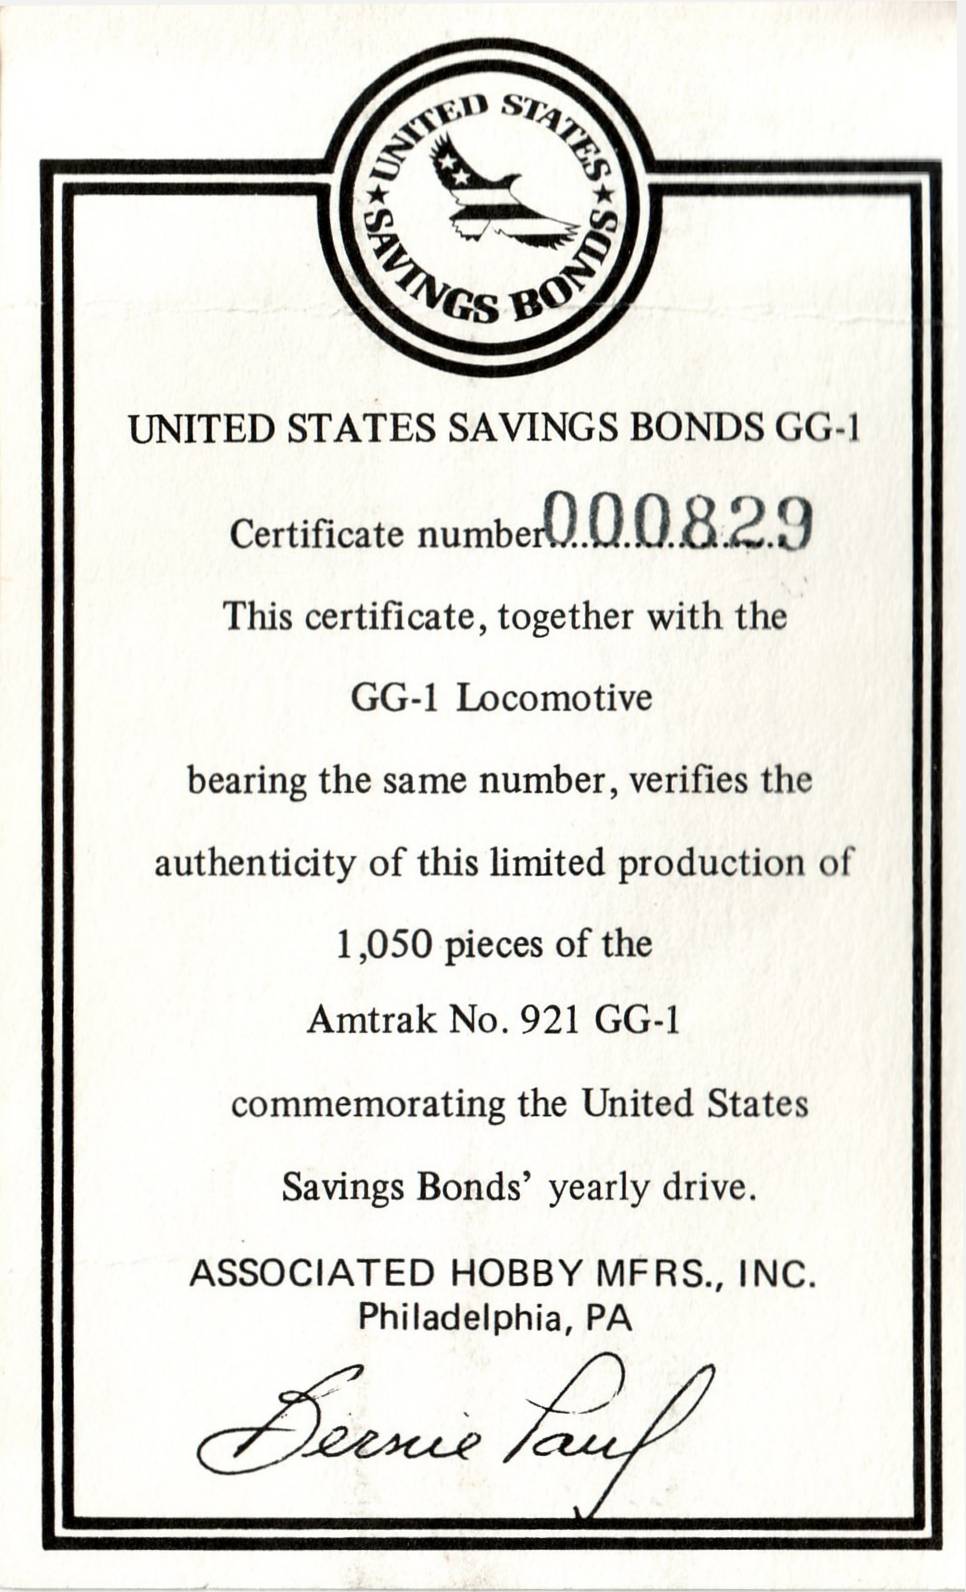 ★ UNITED STATES ★
SAVINGS BONDS
UNITED STATES SAVINGS BONDS GG-1
Certificate number 000829
This certificate, together with the
GG-1 Locomotive
bearing the same number, verifies the
authenticity of this limited production of
1,050 pieces of the
Amtrak No. 921 GG-1
commemorating the United States
Savings Bonds’ yearly drive.
ASSOCIATED HOBBY MFRS., INC.
Philadelphia, PA
Bernie Paul